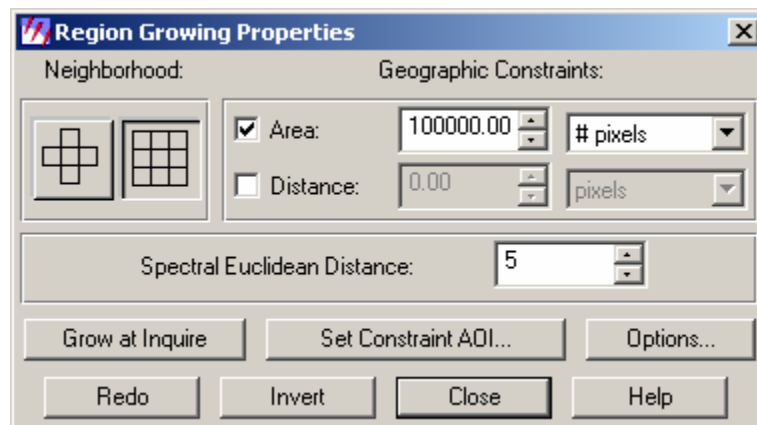 Region Growing Properties
Neighborhood: Geographic Constraints:
Area: 100000.00 # pixels
Distance: 0.00 pixels
Spectral Euclidean Distance: 5
Grow at Inquire Set Constraint AOI... Options...
Redo Invert Close Help